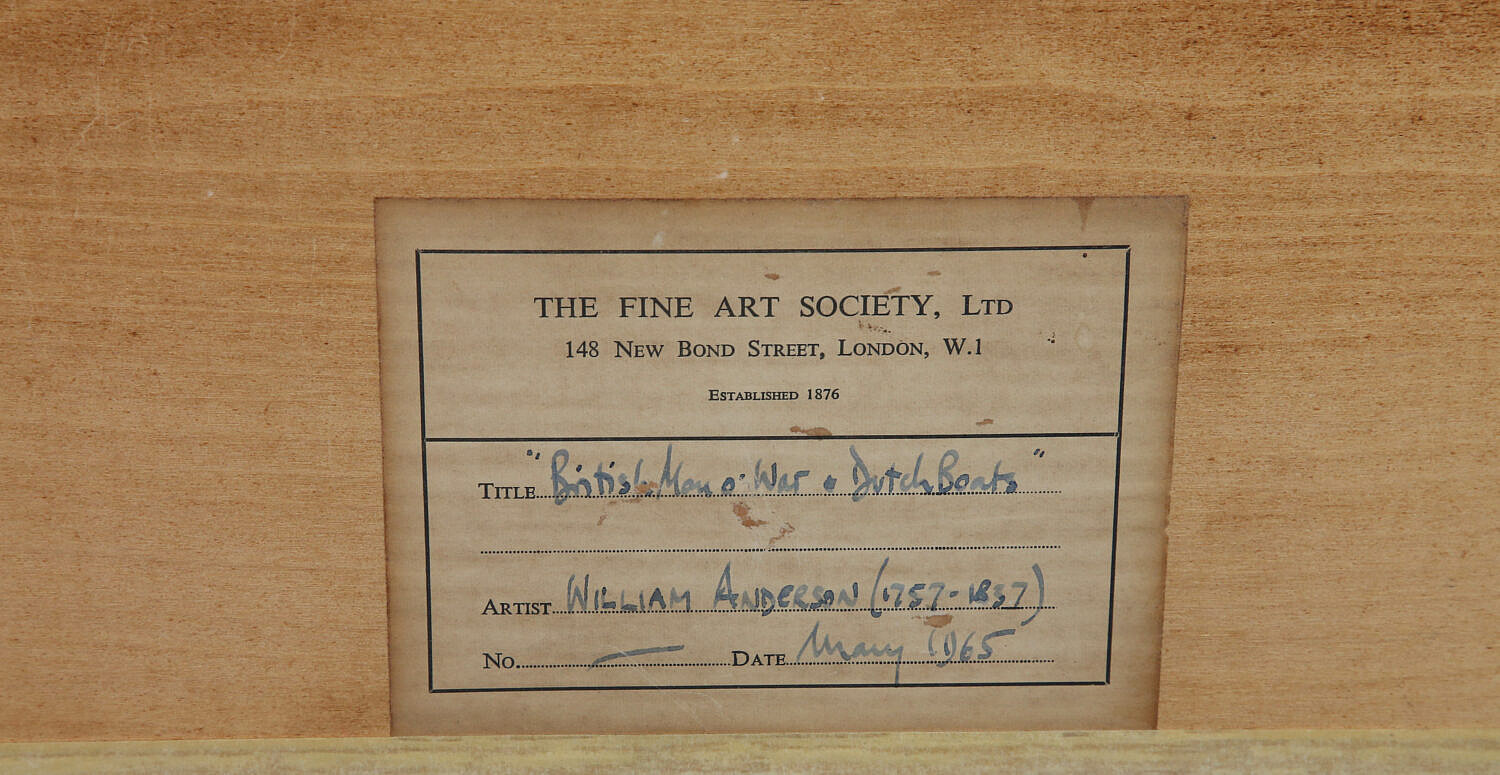 THE FINE ART SOCIETY, LTD
148 NEW BOND STREET, LONDON, W.1
ESTABLISHED 1876
TITLE "British Man o' War & Dutch Boats"
ARTIST WILLIAM ANDERSON (1757-1837)
NO. — DATE May 1965